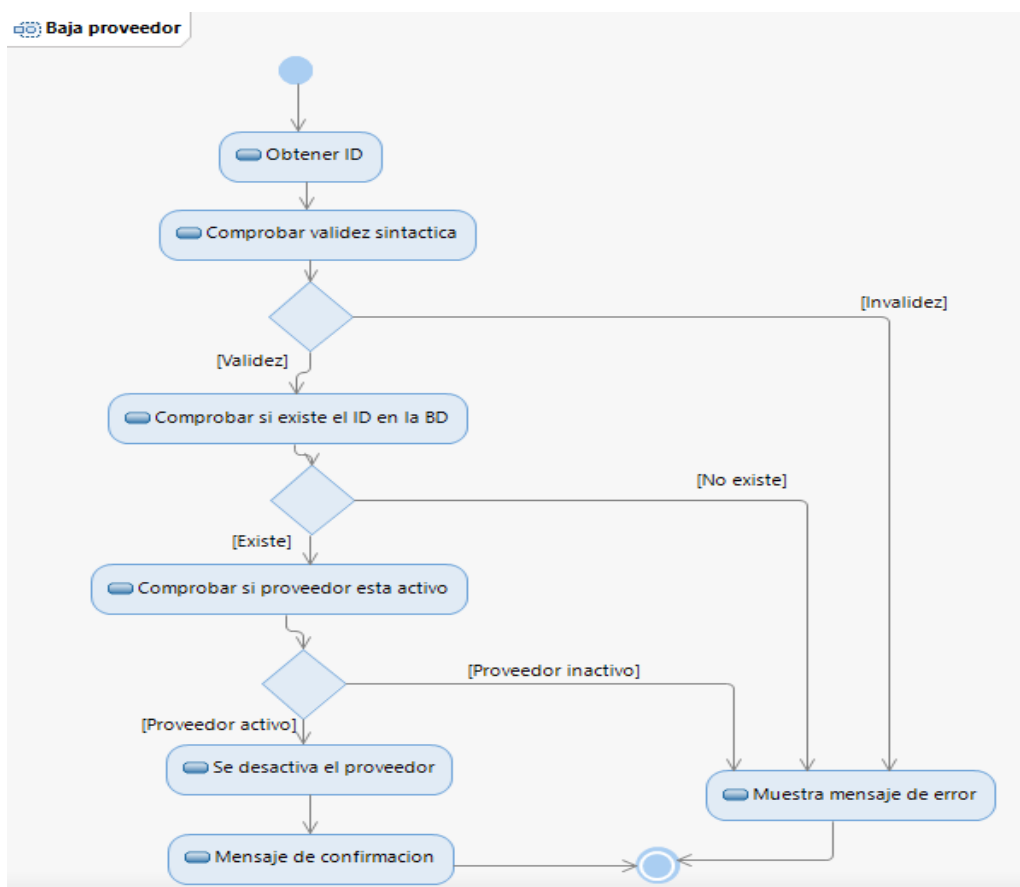 Baja proveedor
Obtener ID
Comprobar validez sintactica
[Invalidez]
[Validez]
Comprobar si existe el ID en la BD
[No existe]
[Existe]
Comprobar si proveedor esta activo
[Proveedor inactivo]
[Proveedor activo]
Se desactiva el proveedor
Muestra mensaje de error
Mensaje de confirmacion